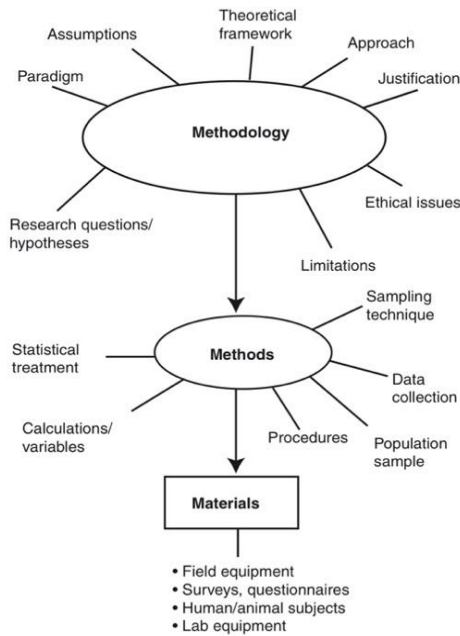 Theoretical
framework
Assumptions
Approach
Paradigm
Justification
Methodology
Ethical issues
Research questions/
hypotheses
Limitations
Sampling
technique
Statistical
treatment
Methods
Data
collection
Calculations/
variables
Procedures
Population
sample
Materials
• Field equipment
• Surveys, questionnaires
• Human/animal subjects
• Lab equipment